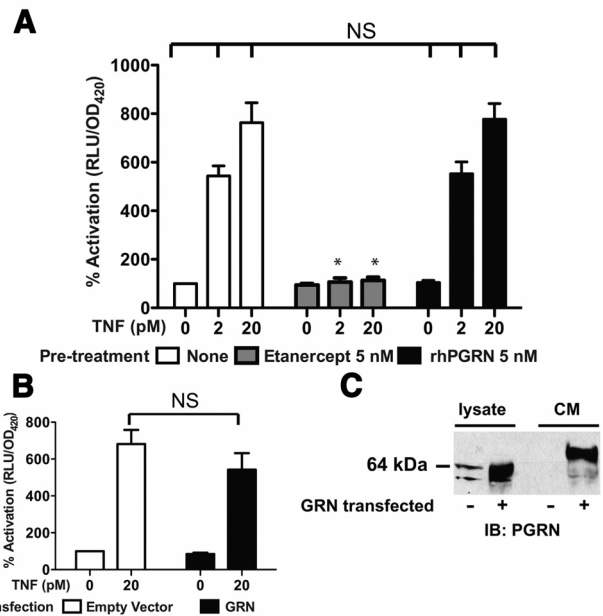 A
NS
% Activation (RLU/OD420)
1000
800
600
400
200
0
* *
TNF (pM) 0 2 20 0 2 20 0 2 20
Pre-treatment None Etanercept 5 nM rhPGRN 5 nM
B
NS
% Activation (RLU/OD420)
800
600
400
200
0
TNF (pM) 0 20 0 20
nsfection Empty Vector GRN
C
lysate CM
64 kDa
GRN transfected - + - +
IB: PGRN